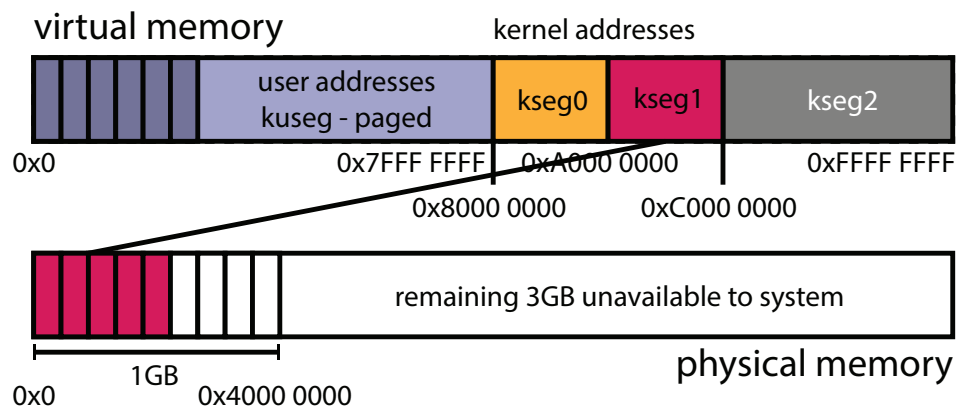 virtual memory
kernel addresses
user addresses
kuseg - paged
kseg0
kseg1
kseg2
0x0
0x7FFF FFFF
0xA000 0000
0xFFFF FFFF
0x8000 0000
0xC000 0000
remaining 3GB unavailable to system
1GB
physical memory
0x0
0x4000 0000